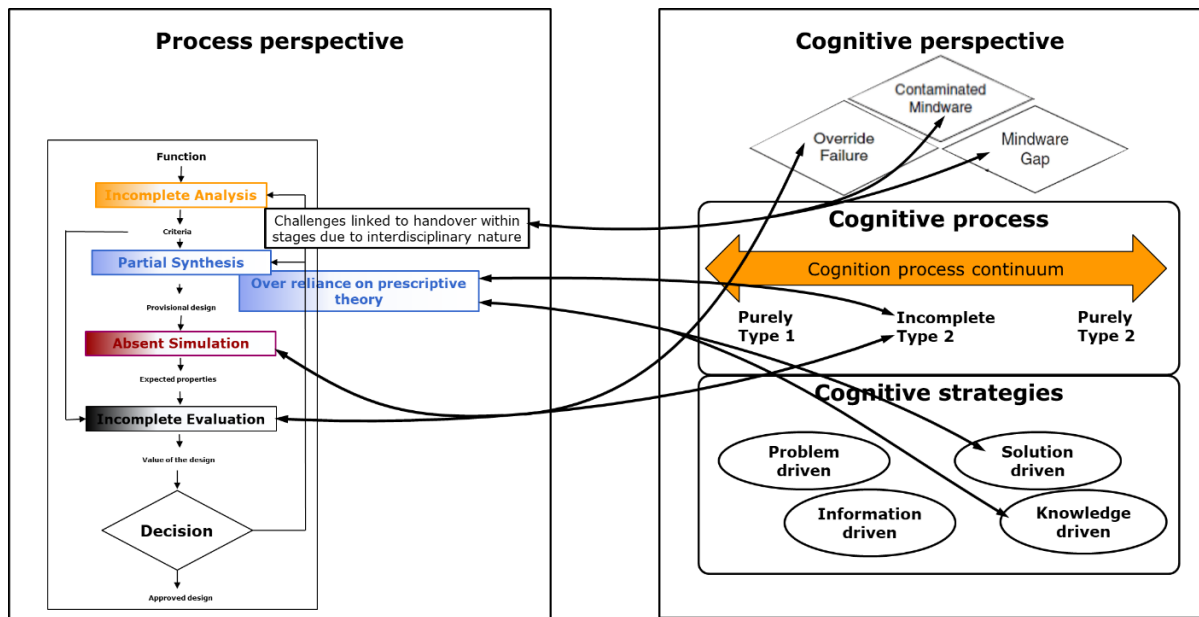 Process perspective
Function
Incomplete Analysis
Challenges linked to handover within
stages due to interdisciplinary nature
Criteria
Partial Synthesis
Over reliance on prescriptive
theory
Provisional design
Absent Simulation
Expected properties
Incomplete Evaluation
Value of the design
Decision
Approved design
Cognitive perspective
Contaminated
Mindware
Override
Failure
Mindware
Gap
Cognitive process
Cognition process continuum
Purely
Type 1
Incomplete
Type 2
Purely
Type 2
Cognitive strategies
Problem
driven
Solution
driven
Information
driven
Knowledge
driven